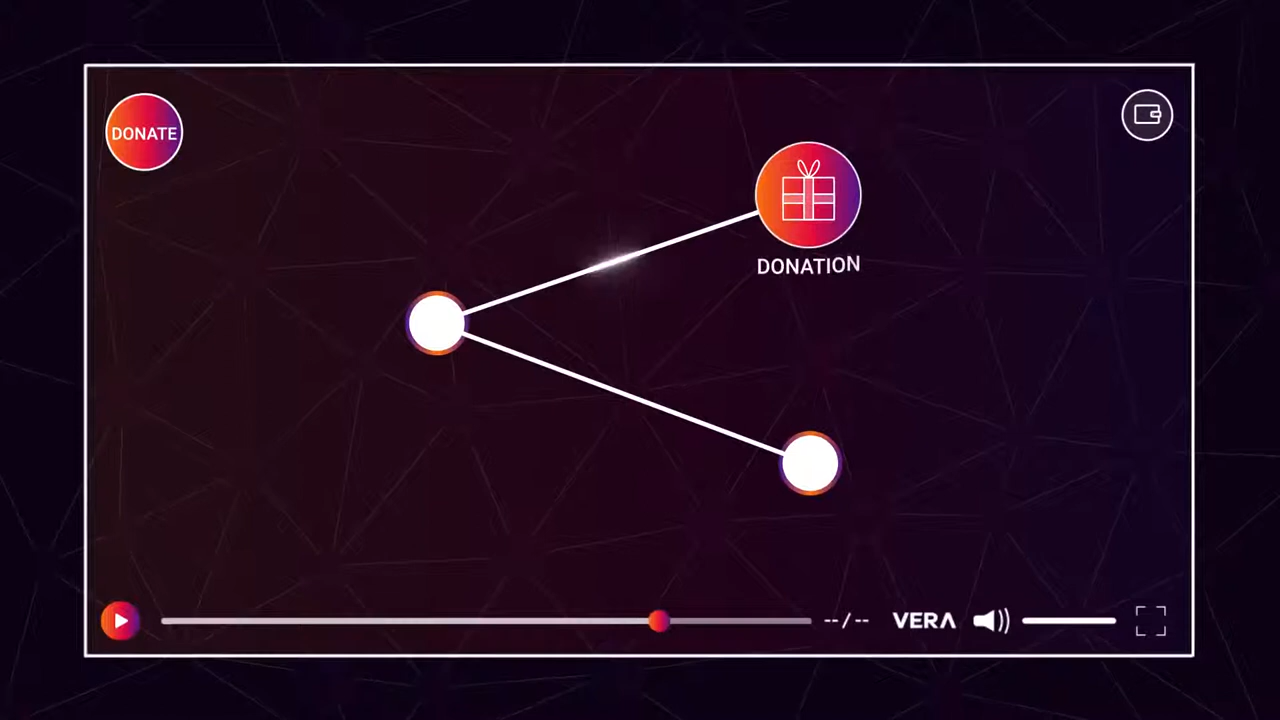 DONATE
DONATION
-- / --
VERA